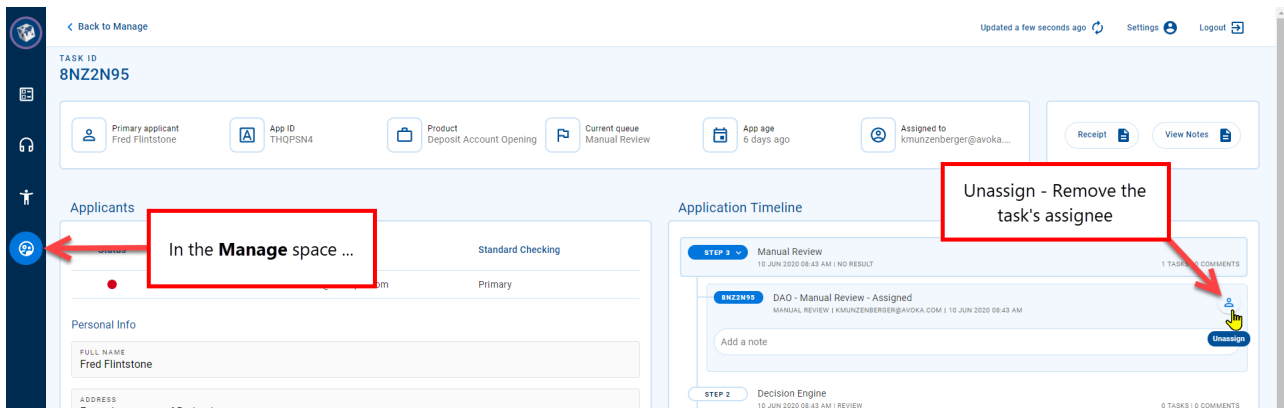 Back to Manage
Updated a few seconds ago
Settings
Logout
TASK ID
8NZ2N95
Primary applicant
Fred Flintstone
App ID
THQPSN4
Product
Deposit Account Opening
Current queue
Manual Review
App age
6 days ago
Assigned to
kmunzenberger@avoka....
Receipt
View Notes
Unassign - Remove the
task's assignee
Applicants
Application Timeline
In the Manage space ...
Status
Standard Checking
Primary
STEP 3
Manual Review
10 JUN 2020 08:43 AM | NO RESULT
1 TASKS | 0 COMMENTS
8NZ2N95
DAO - Manual Review - Assigned
MANUAL REVIEW | KMUNZENBERGER@AVOKA.COM | 10 JUN 2020 08:43 AM
Add a note
Unassign
Personal Info
FULL NAME
Fred Flintstone
ADDRESS
STEP 2
Decision Engine
10 JUN 2020 08:43 AM | REVIEW
0 TASKS | 0 COMMENTS